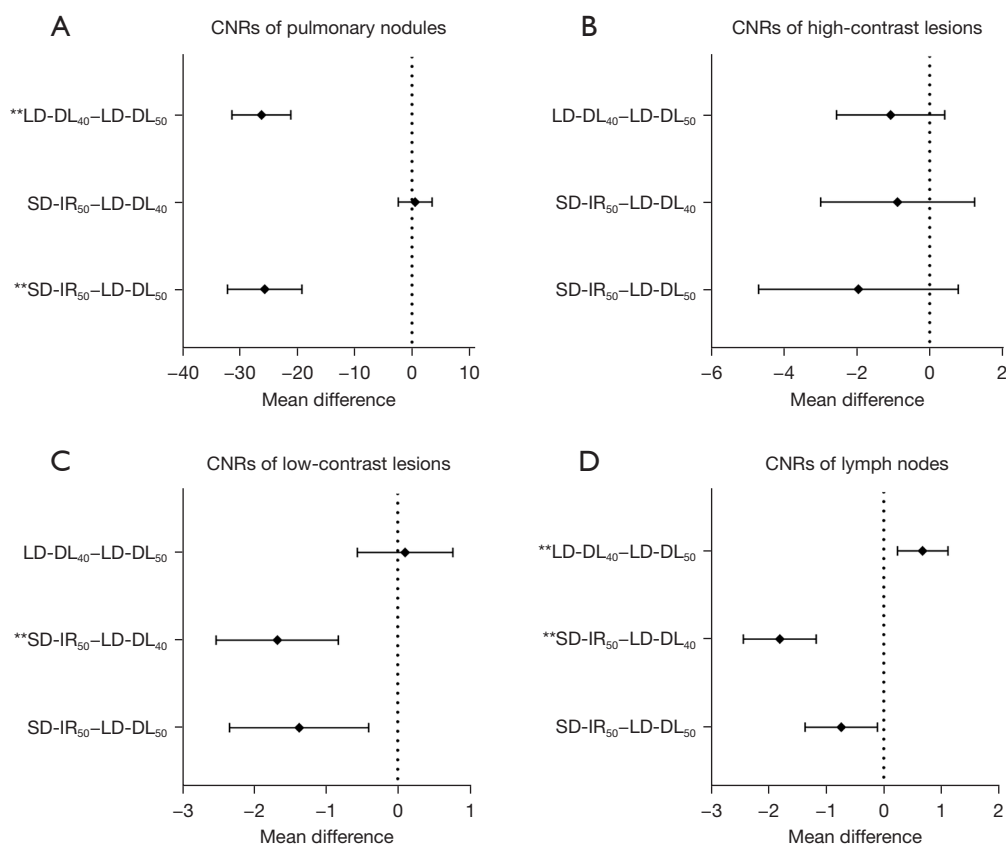 A
CNRs of pulmonary nodules
**LD-DL₄₀–LD-DL₅₀
SD-IR₅₀–LD-DL₄₀
**SD-IR₅₀–LD-DL₅₀
–40 –30 –20 –10 0 10
Mean difference
B
CNRs of high-contrast lesions
LD-DL₄₀–LD-DL₅₀
SD-IR₅₀–LD-DL₄₀
SD-IR₅₀–LD-DL₅₀
–6 –4 –2 0 2
Mean difference
C
CNRs of low-contrast lesions
LD-DL₄₀–LD-DL₅₀
**SD-IR₅₀–LD-DL₄₀
SD-IR₅₀–LD-DL₅₀
–3 –2 –1 0 1
Mean difference
D
CNRs of lymph nodes
**LD-DL₄₀–LD-DL₅₀
**SD-IR₅₀–LD-DL₄₀
SD-IR₅₀–LD-DL₅₀
–3 –2 –1 0 1 2
Mean difference